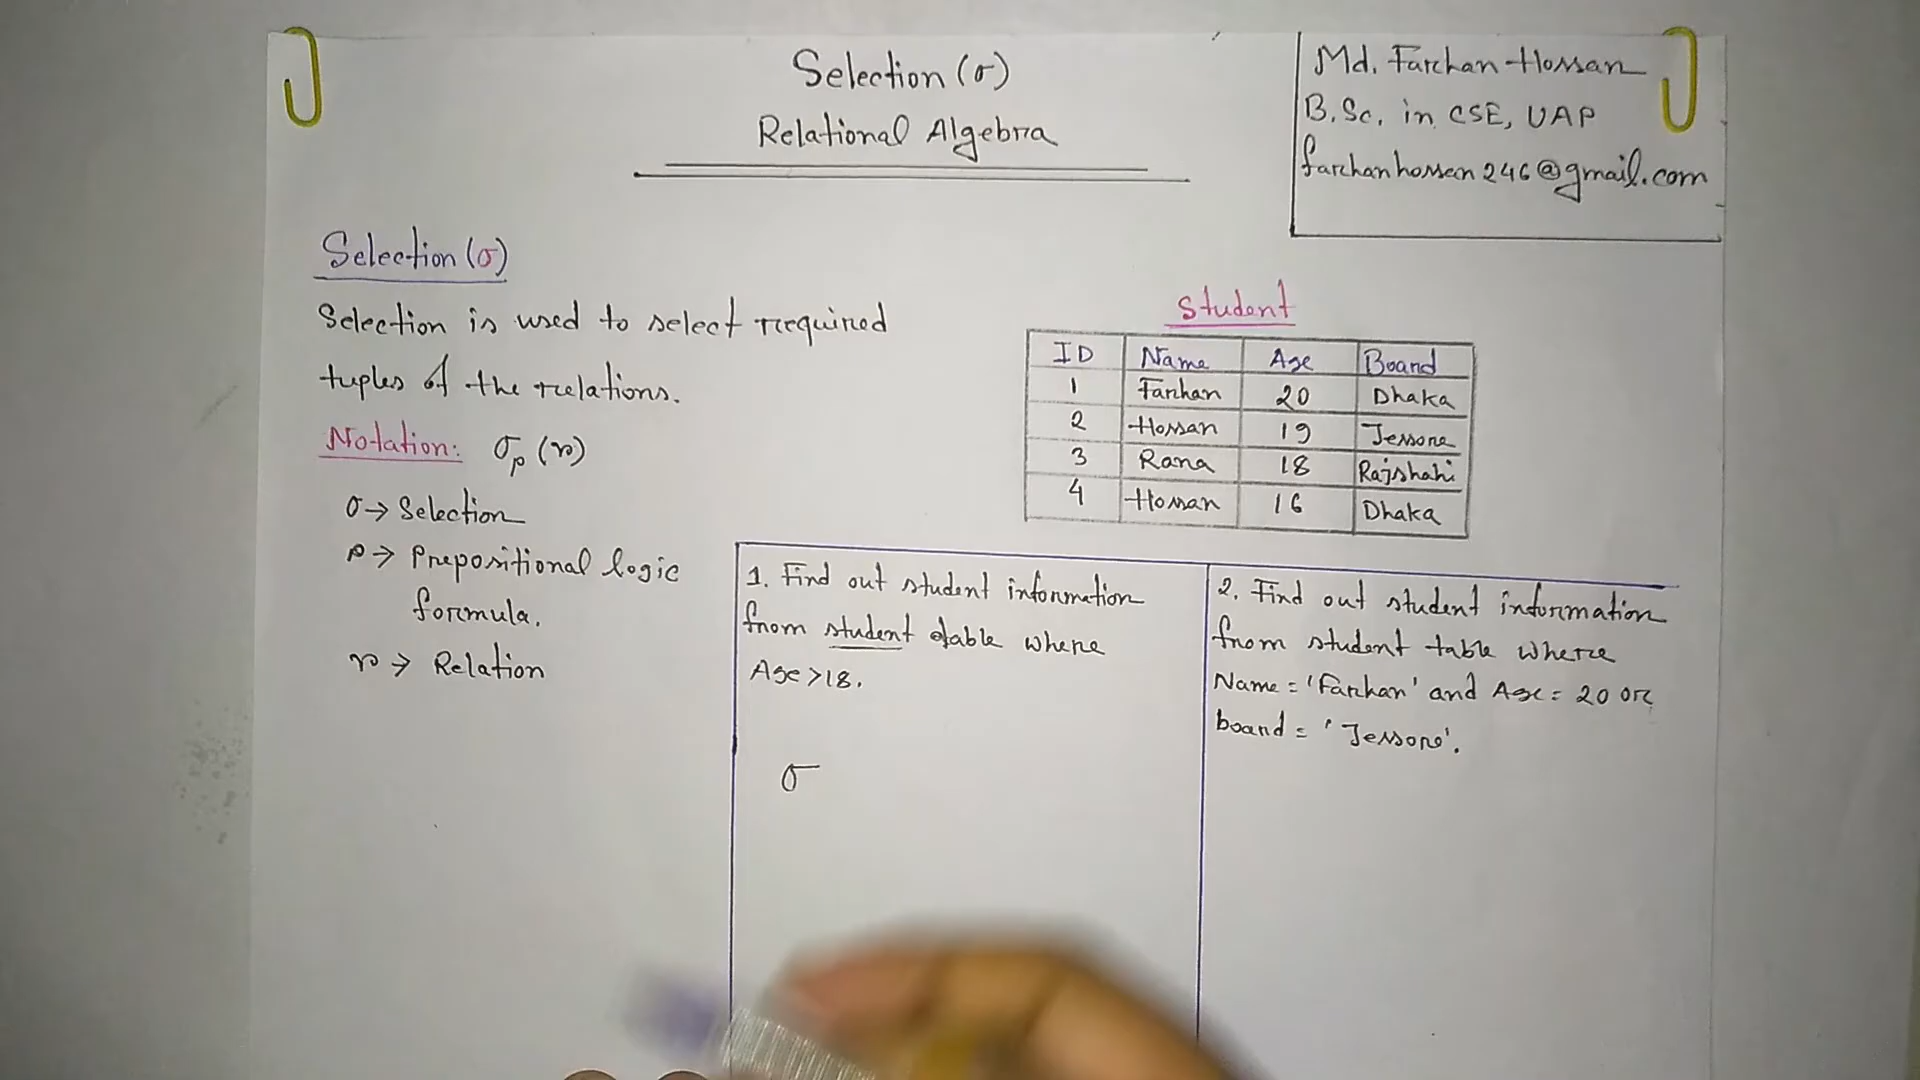 Selection (σ)
Relational Algebra
Md. Farhan Hossan
B.Sc. in CSE, UAP
farhanhossan246@gmail.com
Selection (σ)
Selection is used to select required
tuples of the relations.
Notation: σp (r)
σ → Selection
p → Prepositional logic
formula.
r → Relation
Student
ID Name Age Board
1 Farhan 20 Dhaka
2 Hossan 19 Jessore
3 Rana 18 Rajshahi
4 Hossan 16 Dhaka
1. Find out student information
from student table where
Age > 18.
σ
2. Find out student information
from student table where
Name = 'Farhan' and Age = 20 or
board = 'Jessore'.